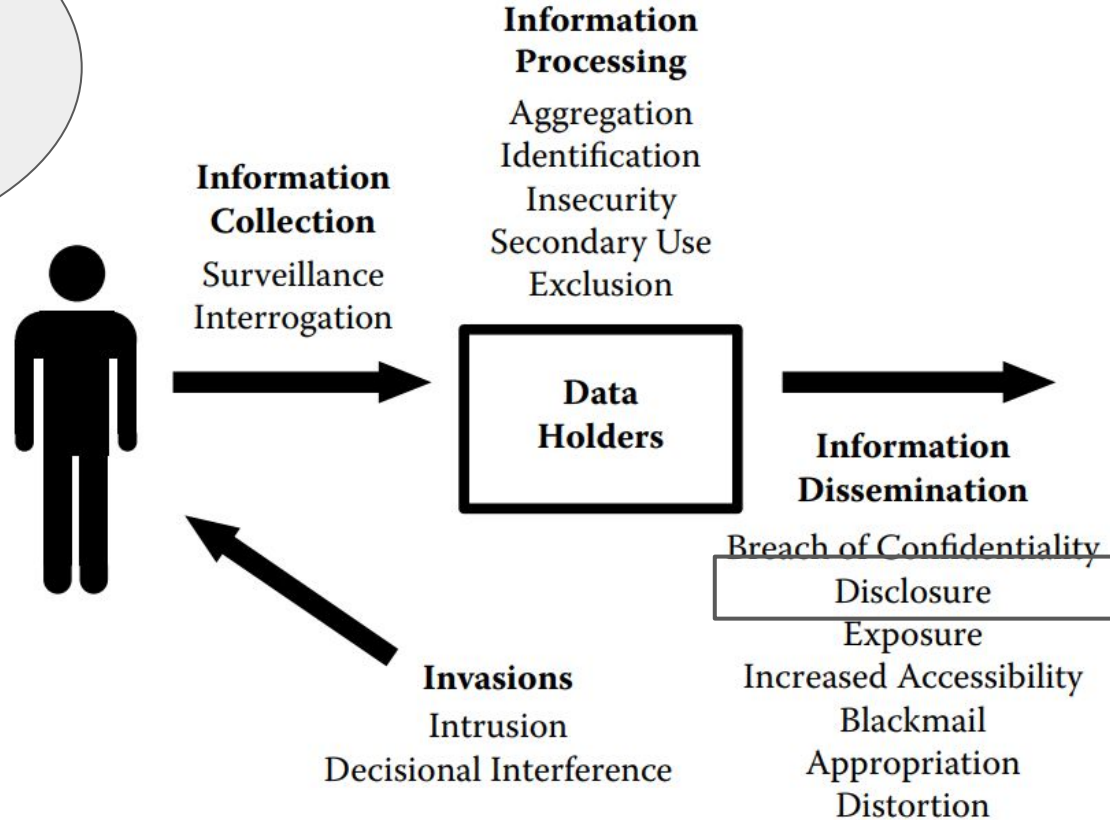 Information
Processing
Aggregation
Identification
Insecurity
Secondary Use
Exclusion
Information
Collection
Surveillance
Interrogation
Data
Holders
Information
Dissemination
Breach of Confidentiality
Disclosure
Exposure
Increased Accessibility
Blackmail
Appropriation
Distortion
Invasions
Intrusion
Decisional Interference